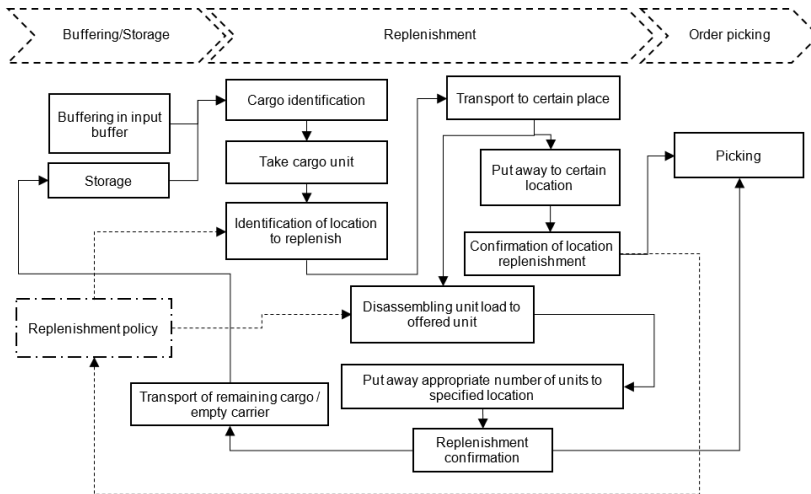 Buffering/Storage
Replenishment
Order picking
Buffering in input
buffer
Storage
Cargo identification
Take cargo unit
Identification of location
to replenish
Transport to certain place
Put away to certain
location
Confirmation of location
replenishment
Picking
Replenishment policy
Disassembling unit load to
offered unit
Put away appropriate number of units to
specified location
Transport of remaining cargo /
empty carrier
Replenishment
confirmation